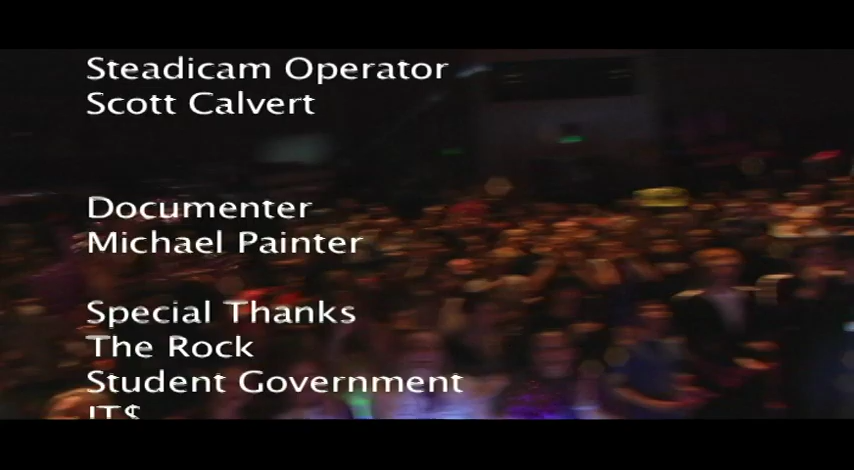 Steadicam Operator
Scott Calvert
Documenter
Michael Painter
Special Thanks
The Rock
Student Government